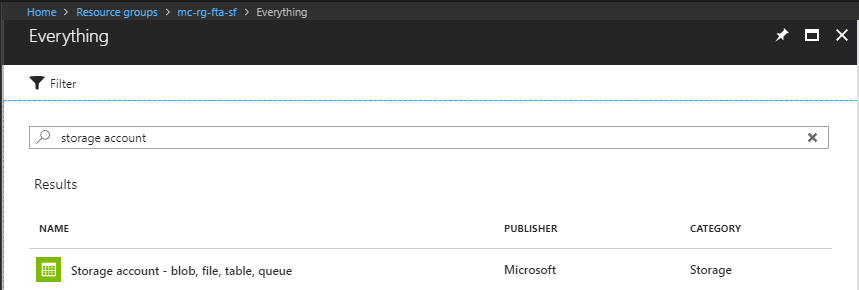 Home > Resource groups > mc-rg-fta-sf > Everything
Everything
Filter
storage account
Results
NAME PUBLISHER CATEGORY
Storage account - blob, file, table, queue Microsoft Storage